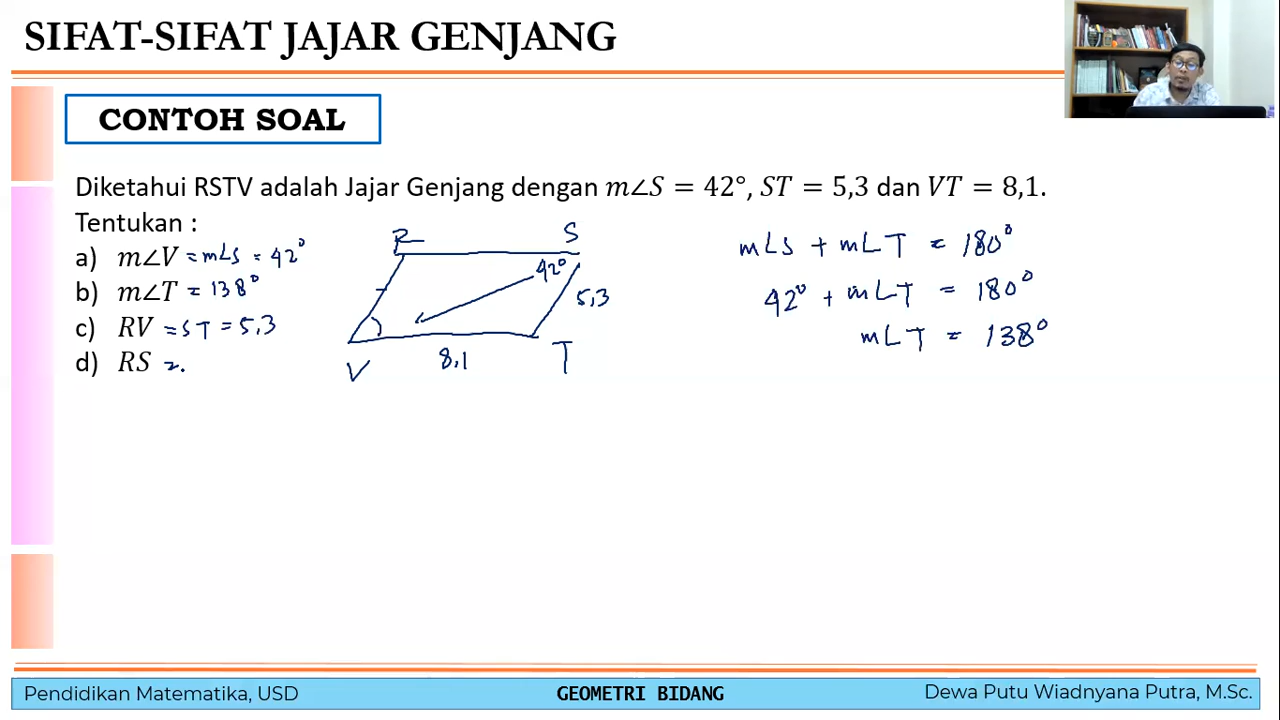 SIFAT-SIFAT JAJAR GENJANG
CONTOH SOAL
Diketahui RSTV adalah Jajar Genjang dengan m∠S = 42°, ST = 5,3 dan VT = 8,1.
Tentukan :
a) m∠V = m∠S = 42°
b) m∠T = 138°
c) RV = ST = 5,3
d) RS =
R
S
42°
5,3
8,1
V
T
m∠S + m∠T = 180°
42° + m∠T = 180°
m∠T = 138°
Pendidikan Matematika, USD
GEOMETRI BIDANG
Dewa Putu Wiadnyana Putra, M.Sc.